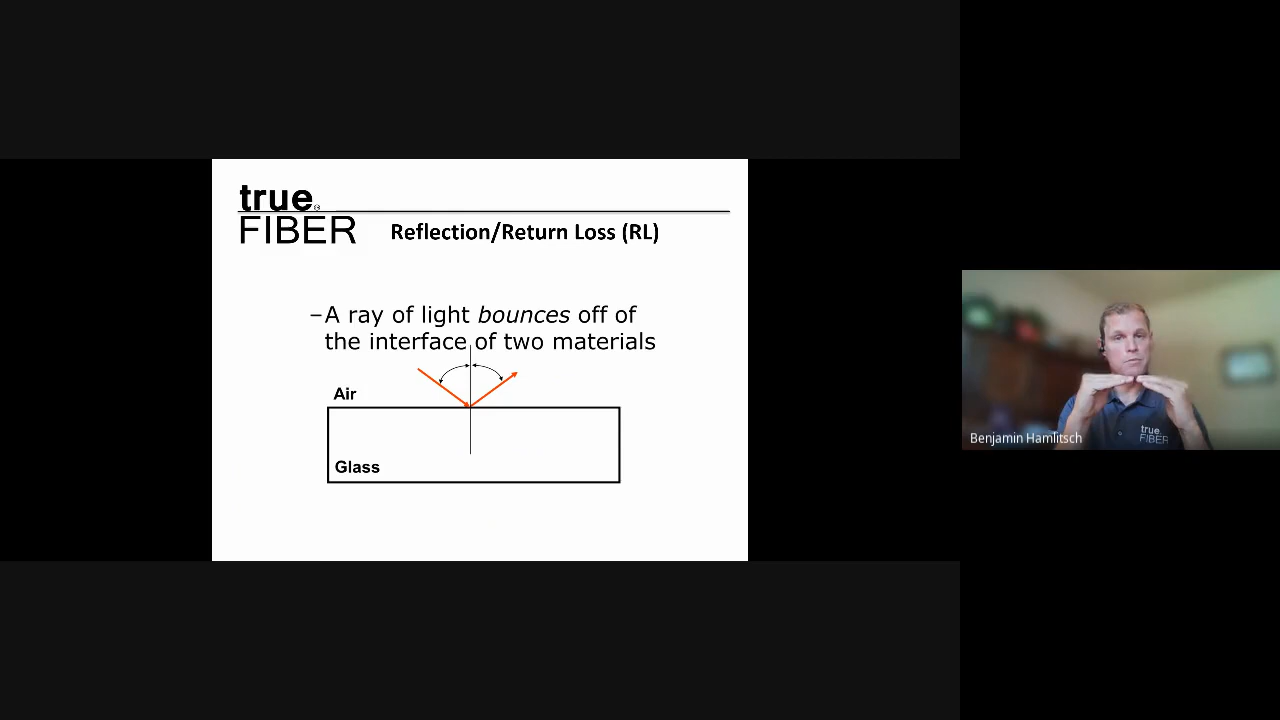 true®
FIBER
Reflection/Return Loss (RL)
–A ray of light bounces off of
the interface of two materials
Air
Glass
Benjamin Hamlitsch
true.
FIBER